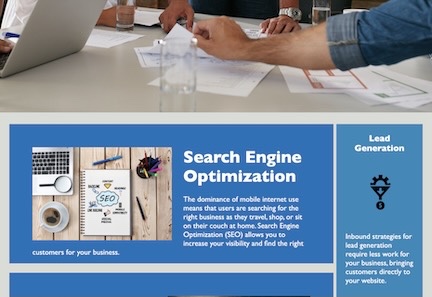 Search Engine
Optimization
The dominance of mobile internet use
means that users are searching for the
right business as they travel, shop, or sit
on their couch at home. Search Engine
Optimization (SEO) allows you to
increase your visibility and find the right
customers for your business.
SEO
Lead
Generation
Inbound strategies for
lead generation
require less work for
your business, bringing
customers directly to
your website.